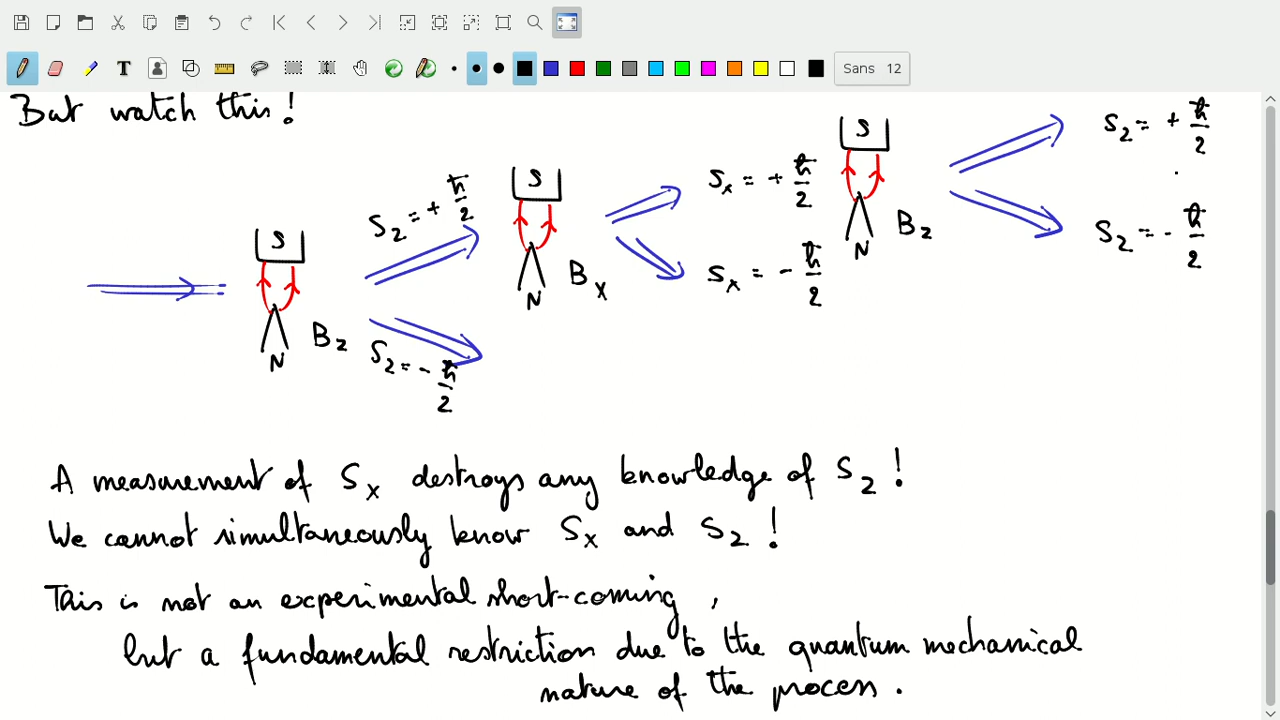 T
Sans 12
But watch this!
S
S_z = + ħ/2
S_z = - ħ/2
N
B_z
S
N
B_x
S_x = + ħ/2
S_x = - ħ/2
S
N
B_z
S_z = + ħ/2
S_z = - ħ/2
A measurement of S_x destroys any knowledge of S_z!
We cannot simultaneously know S_x and S_z!
This is not an experimental short-coming,
but a fundamental restriction due to the quantum mechanical
nature of the process.